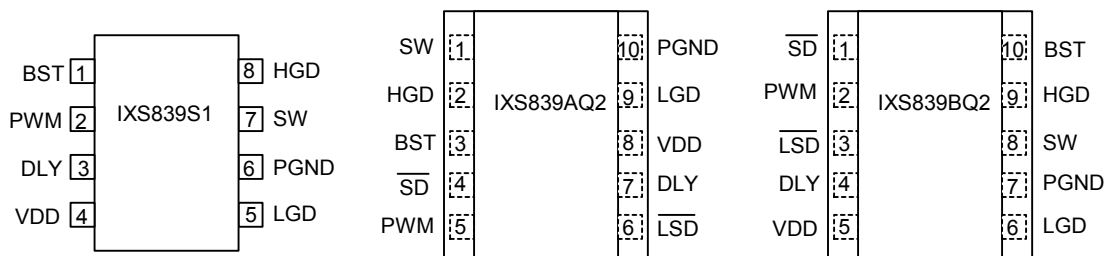 BST 1 IXS839S1 8 HGD
PWM 2 7 SW
DLY 3 6 PGND
VDD 4 5 LGD
SW 1 IXS839AQ2 10 PGND
HGD 2 9 LGD
BST 3 8 VDD
SD 4 7 DLY
PWM 5 6 LSD
SD 1 IXS839BQ2 10 BST
PWM 2 9 HGD
LSD 3 8 SW
DLY 4 7 PGND
VDD 5 6 LGD